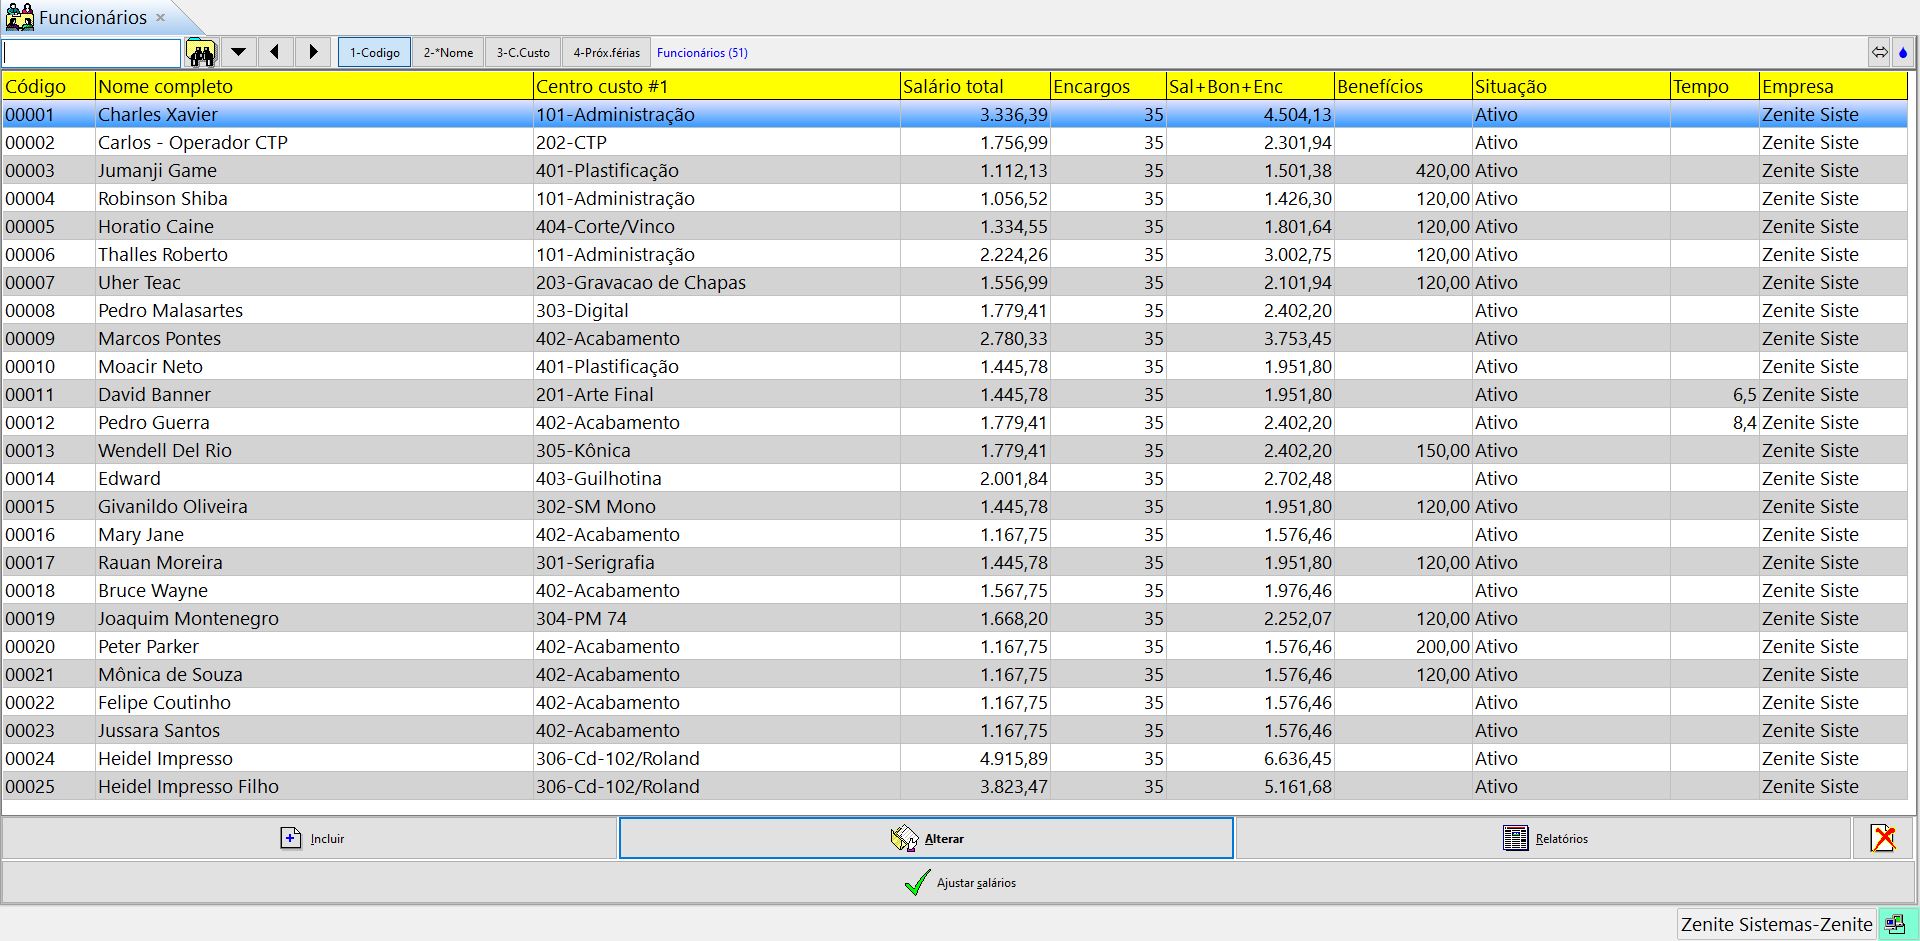 Funcionários
1-Codigo 2-*Nome 3-C.Custo 4-Próx.férias Funcionários (51)
Código Nome completo Centro custo #1 Salário total Encargos Sal+Bon+Enc Benefícios Situação Tempo Empresa
00001 Charles Xavier 101-Administração 3.336,39 35 4.504,13 Ativo Zenite Siste
00002 Carlos - Operador CTP 202-CTP 1.756,99 35 2.301,94 Ativo Zenite Siste
00003 Jumanji Game 401-Plastificação 1.112,13 35 1.501,38 420,00 Ativo Zenite Siste
00004 Robinson Shiba 101-Administração 1.056,52 35 1.426,30 120,00 Ativo Zenite Siste
00005 Horatio Caine 404-Corte/Vinco 1.334,55 35 1.801,64 120,00 Ativo Zenite Siste
00006 Thalles Roberto 101-Administração 2.224,26 35 3.002,75 120,00 Ativo Zenite Siste
00007 Uher Teac 203-Gravacao de Chapas 1.556,99 35 2.101,94 120,00 Ativo Zenite Siste
00008 Pedro Malasartes 303-Digital 1.779,41 35 2.402,20 Ativo Zenite Siste
00009 Marcos Pontes 402-Acabamento 2.780,33 35 3.753,45 Ativo Zenite Siste
00010 Moacir Neto 401-Plastificação 1.445,78 35 1.951,80 Ativo Zenite Siste
00011 David Banner 201-Arte Final 1.445,78 35 1.951,80 Ativo 6,5 Zenite Siste
00012 Pedro Guerra 402-Acabamento 1.779,41 35 2.402,20 Ativo 8,4 Zenite Siste
00013 Wendell Del Rio 305-Kônica 1.779,41 35 2.402,20 150,00 Ativo Zenite Siste
00014 Edward 403-Guilhotina 2.001,84 35 2.702,48 Ativo Zenite Siste
00015 Givanildo Oliveira 302-SM Mono 1.445,78 35 1.951,80 120,00 Ativo Zenite Siste
00016 Mary Jane 402-Acabamento 1.167,75 35 1.576,46 Ativo Zenite Siste
00017 Rauan Moreira 301-Serigrafia 1.445,78 35 1.951,80 120,00 Ativo Zenite Siste
00018 Bruce Wayne 402-Acabamento 1.567,75 35 1.976,46 Ativo Zenite Siste
00019 Joaquim Montenegro 304-PM 74 1.668,20 35 2.252,07 120,00 Ativo Zenite Siste
00020 Peter Parker 402-Acabamento 1.167,75 35 1.576,46 200,00 Ativo Zenite Siste
00021 Mônica de Souza 402-Acabamento 1.167,75 35 1.576,46 120,00 Ativo Zenite Siste
00022 Felipe Coutinho 402-Acabamento 1.167,75 35 1.576,46 Ativo Zenite Siste
00023 Jussara Santos 402-Acabamento 1.167,75 35 1.576,46 Ativo Zenite Siste
00024 Heidel Impresso 306-Cd-102/Roland 4.915,89 35 6.636,45 Ativo Zenite Siste
00025 Heidel Impresso Filho 306-Cd-102/Roland 3.823,47 35 5.161,68 Ativo Zenite Siste
Incluir Alterar Relatórios
Ajustar salários
Zenite Sistemas-Zenite